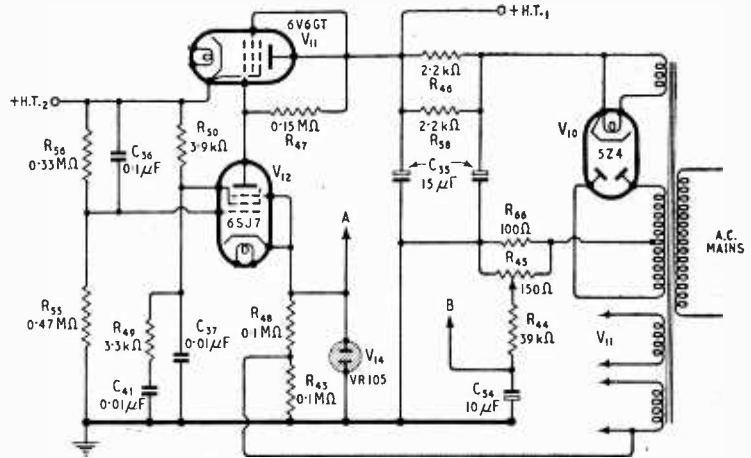 +H.T.1
6V6GT
V11
+H.T.2
2·2kΩ
R46
2·2kΩ
R58
0·15MΩ
R47
R50
3·9kΩ
C36
0·1μF
R56
0·33MΩ
V12
6SJ7
C35
15μF
V10
5Z4
R66
100Ω
R45
150Ω
A.C.
MAINS
A
B
R55
0·47MΩ
R49
3·3kΩ
C37
0·01μF
C41
0·01μF
R48
0·1MΩ
R43
0·1MΩ
V14
VR105
R44
39kΩ
C34
10μF
V11